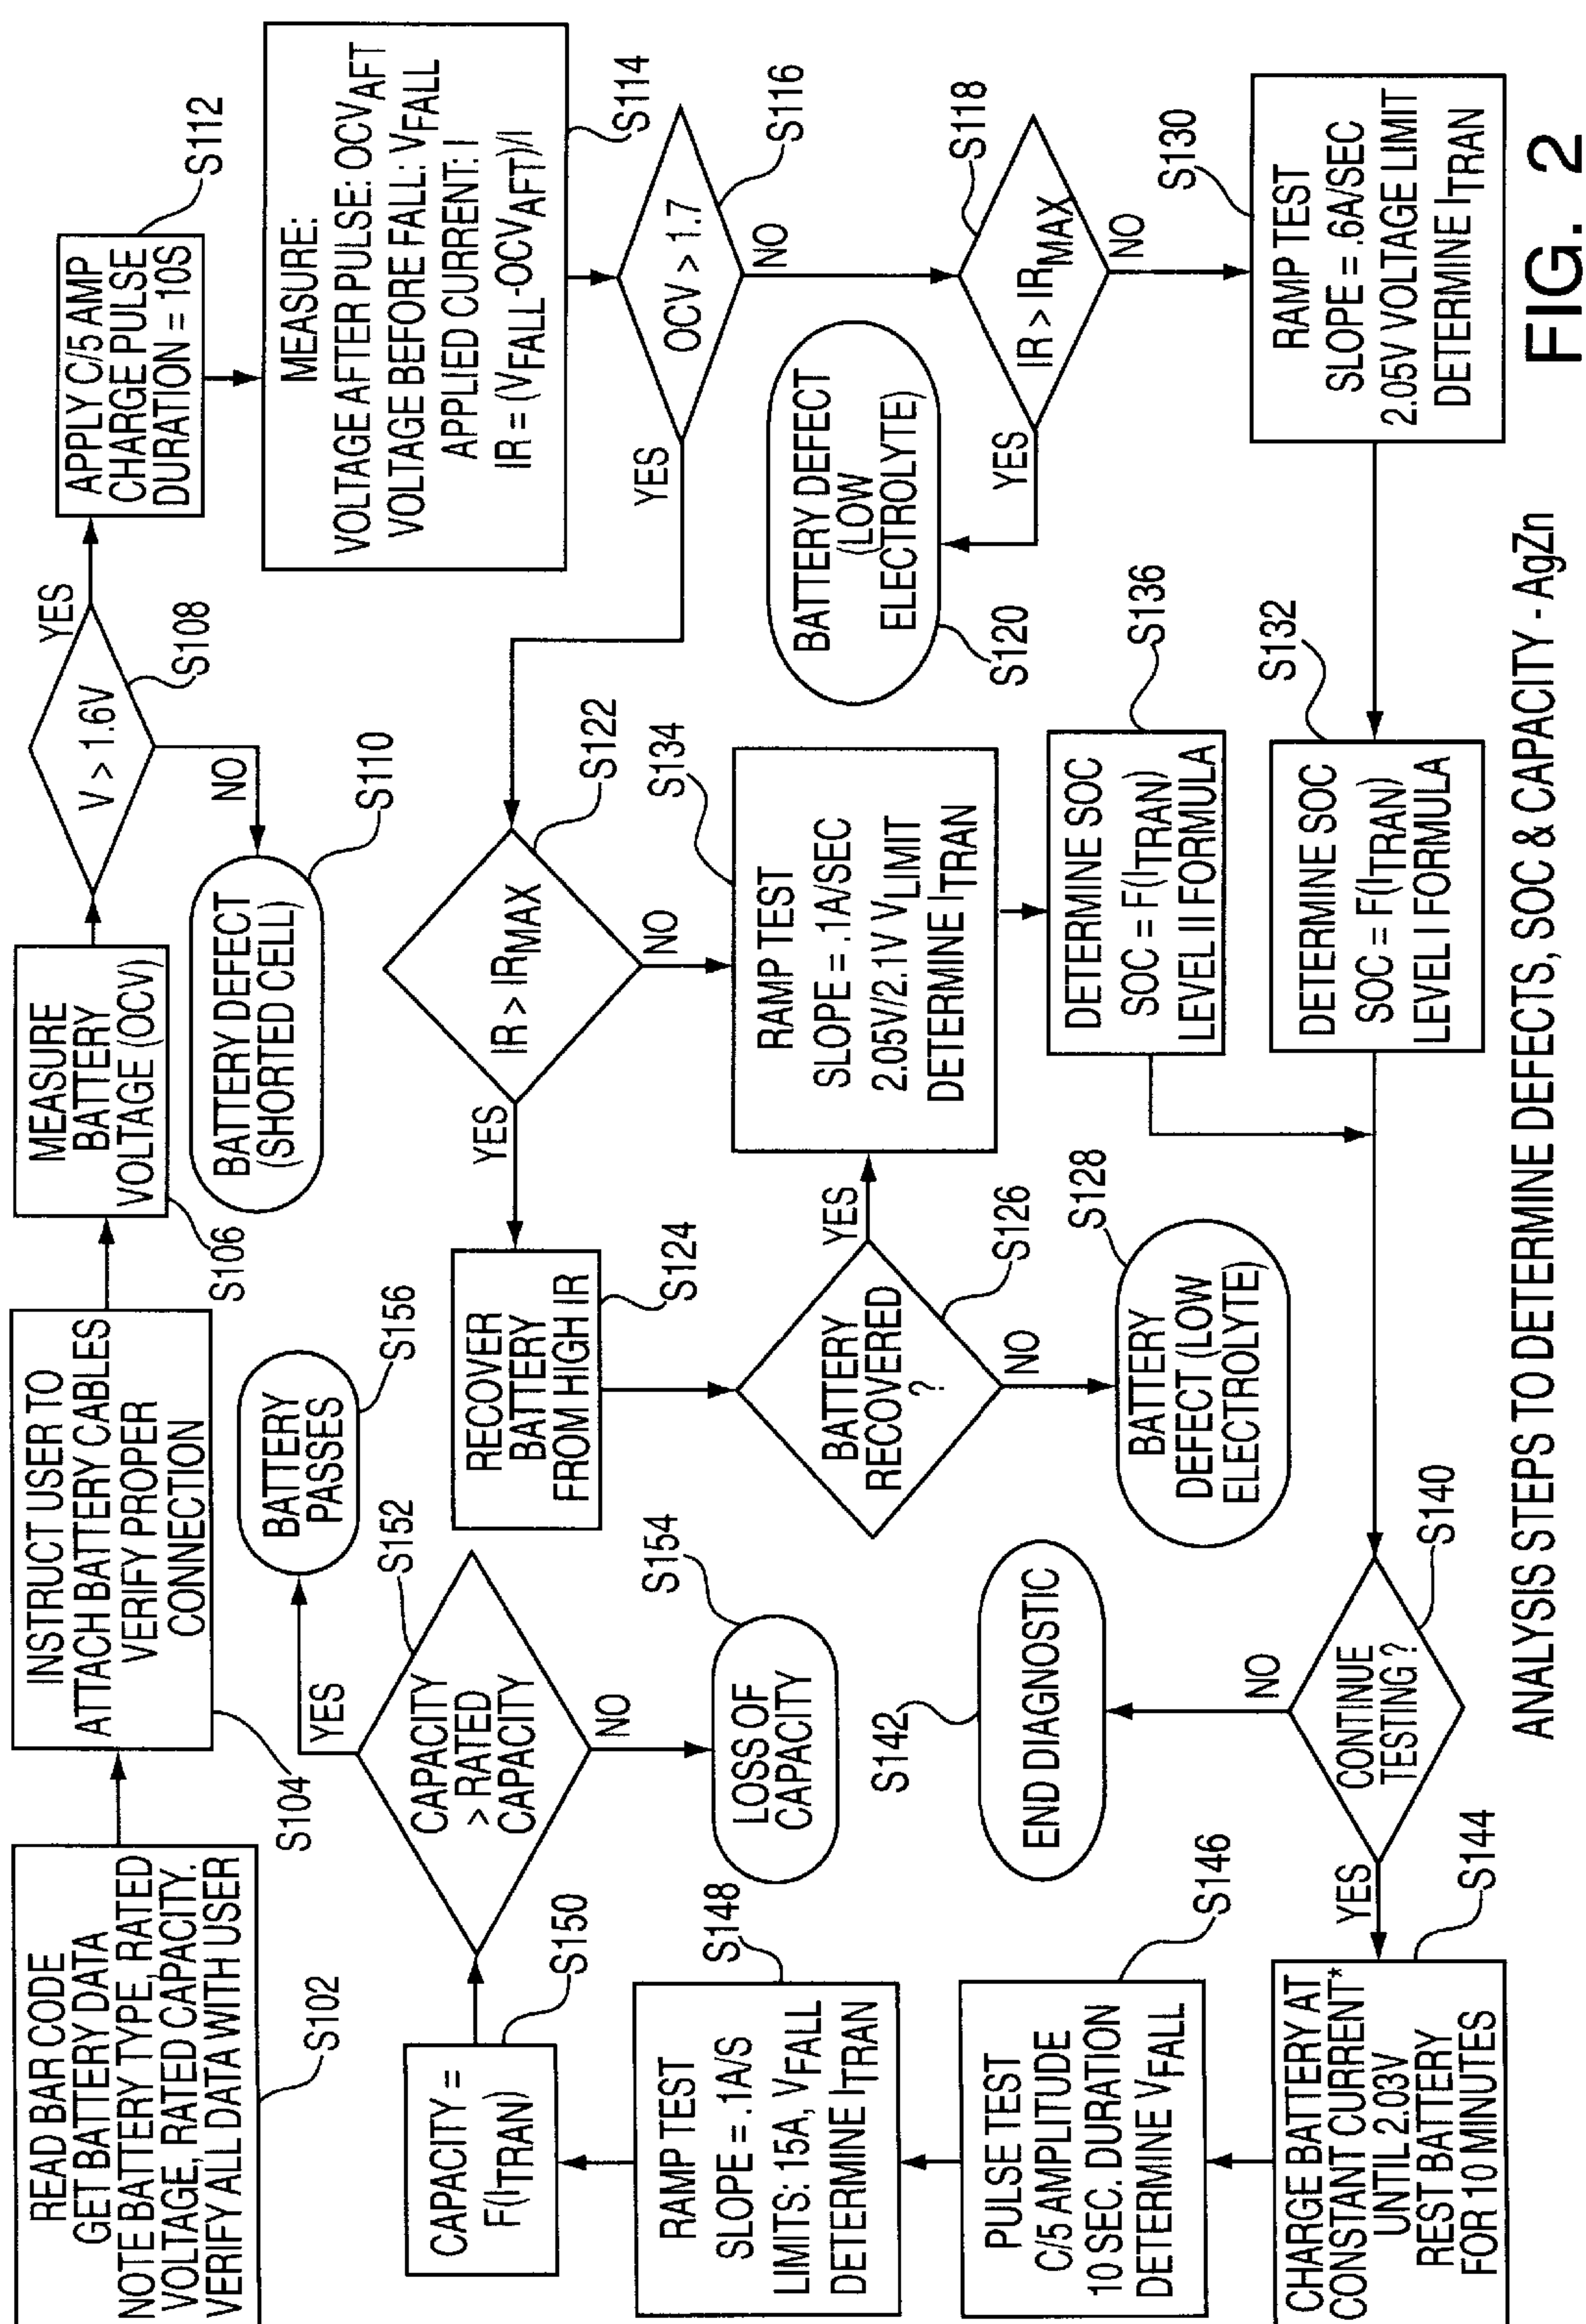 READ BAR CODE
GET BATTERY DATA
NOTE BATTERY TYPE, RATED
VOLTAGE, RATED CAPACITY.
VERIFY ALL DATA WITH USER
S102
INSTRUCT USER TO
ATTACH BATTERY CABLES
VERIFY PROPER
CONNECTION
S104
MEASURE
BATTERY
VOLTAGE (OCV)
S106
V > 1.6V
S108
YES
NO
BATTERY DEFECT
(SHORTED CELL)
S110
APPLY C/5 AMP
CHARGE PULSE
DURATION = 10S
S112
MEASURE:
VOLTAGE AFTER PULSE: OCVAFT
VOLTAGE BEFORE FALL: VFALL
APPLIED CURRENT: I
IR = (VFALL-OCVAFT)/I
S114
OCV > 1.7
S116
YES
NO
IR > IRMAX
S118
YES
NO
BATTERY DEFECT
(LOW
ELECTROLYTE)
S120
IR > IRMAX
S122
YES
NO
RECOVER
BATTERY
FROM HIGH IR
S124
BATTERY
RECOVERED
?
S126
YES
NO
BATTERY
DEFECT (LOW
ELECTROLYTE)
S128
RAMP TEST
SLOPE = .6A/SEC
2.05V VOLTAGE LIMIT
DETERMINE ITRAN
S130
DETERMINE SOC
SOC = F(ITRAN)
LEVEL I FORMULA
S132
RAMP TEST
SLOPE = .1A/SEC
2.05V/2.1V VLIMIT
DETERMINE ITRAN
S134
DETERMINE SOC
SOC = F(ITRAN)
LEVEL II FORMULA
S136
CONTINUE
TESTING ?
S140
NO
YES
END DIAGNOSTIC
S142
CHARGE BATTERY AT
CONSTANT CURRENT*
UNTIL 2.03V
REST BATTERY
FOR 10 MINUTES
S144
PULSE TEST
C/5 AMPLITUDE
10 SEC. DURATION
DETERMINE VFALL
S146
RAMP TEST
SLOPE = .1A/S
LIMITS: 15A, VFALL
DETERMINE ITRAN
S148
CAPACITY =
F(ITRAN)
S150
CAPACITY
> RATED
CAPACITY
S152
YES
NO
LOSS OF
CAPACITY
S154
BATTERY
PASSES
S156
ANALYSIS STEPS TO DETERMINE DEFECTS, SOC & CAPACITY - AgZn
FIG. 2